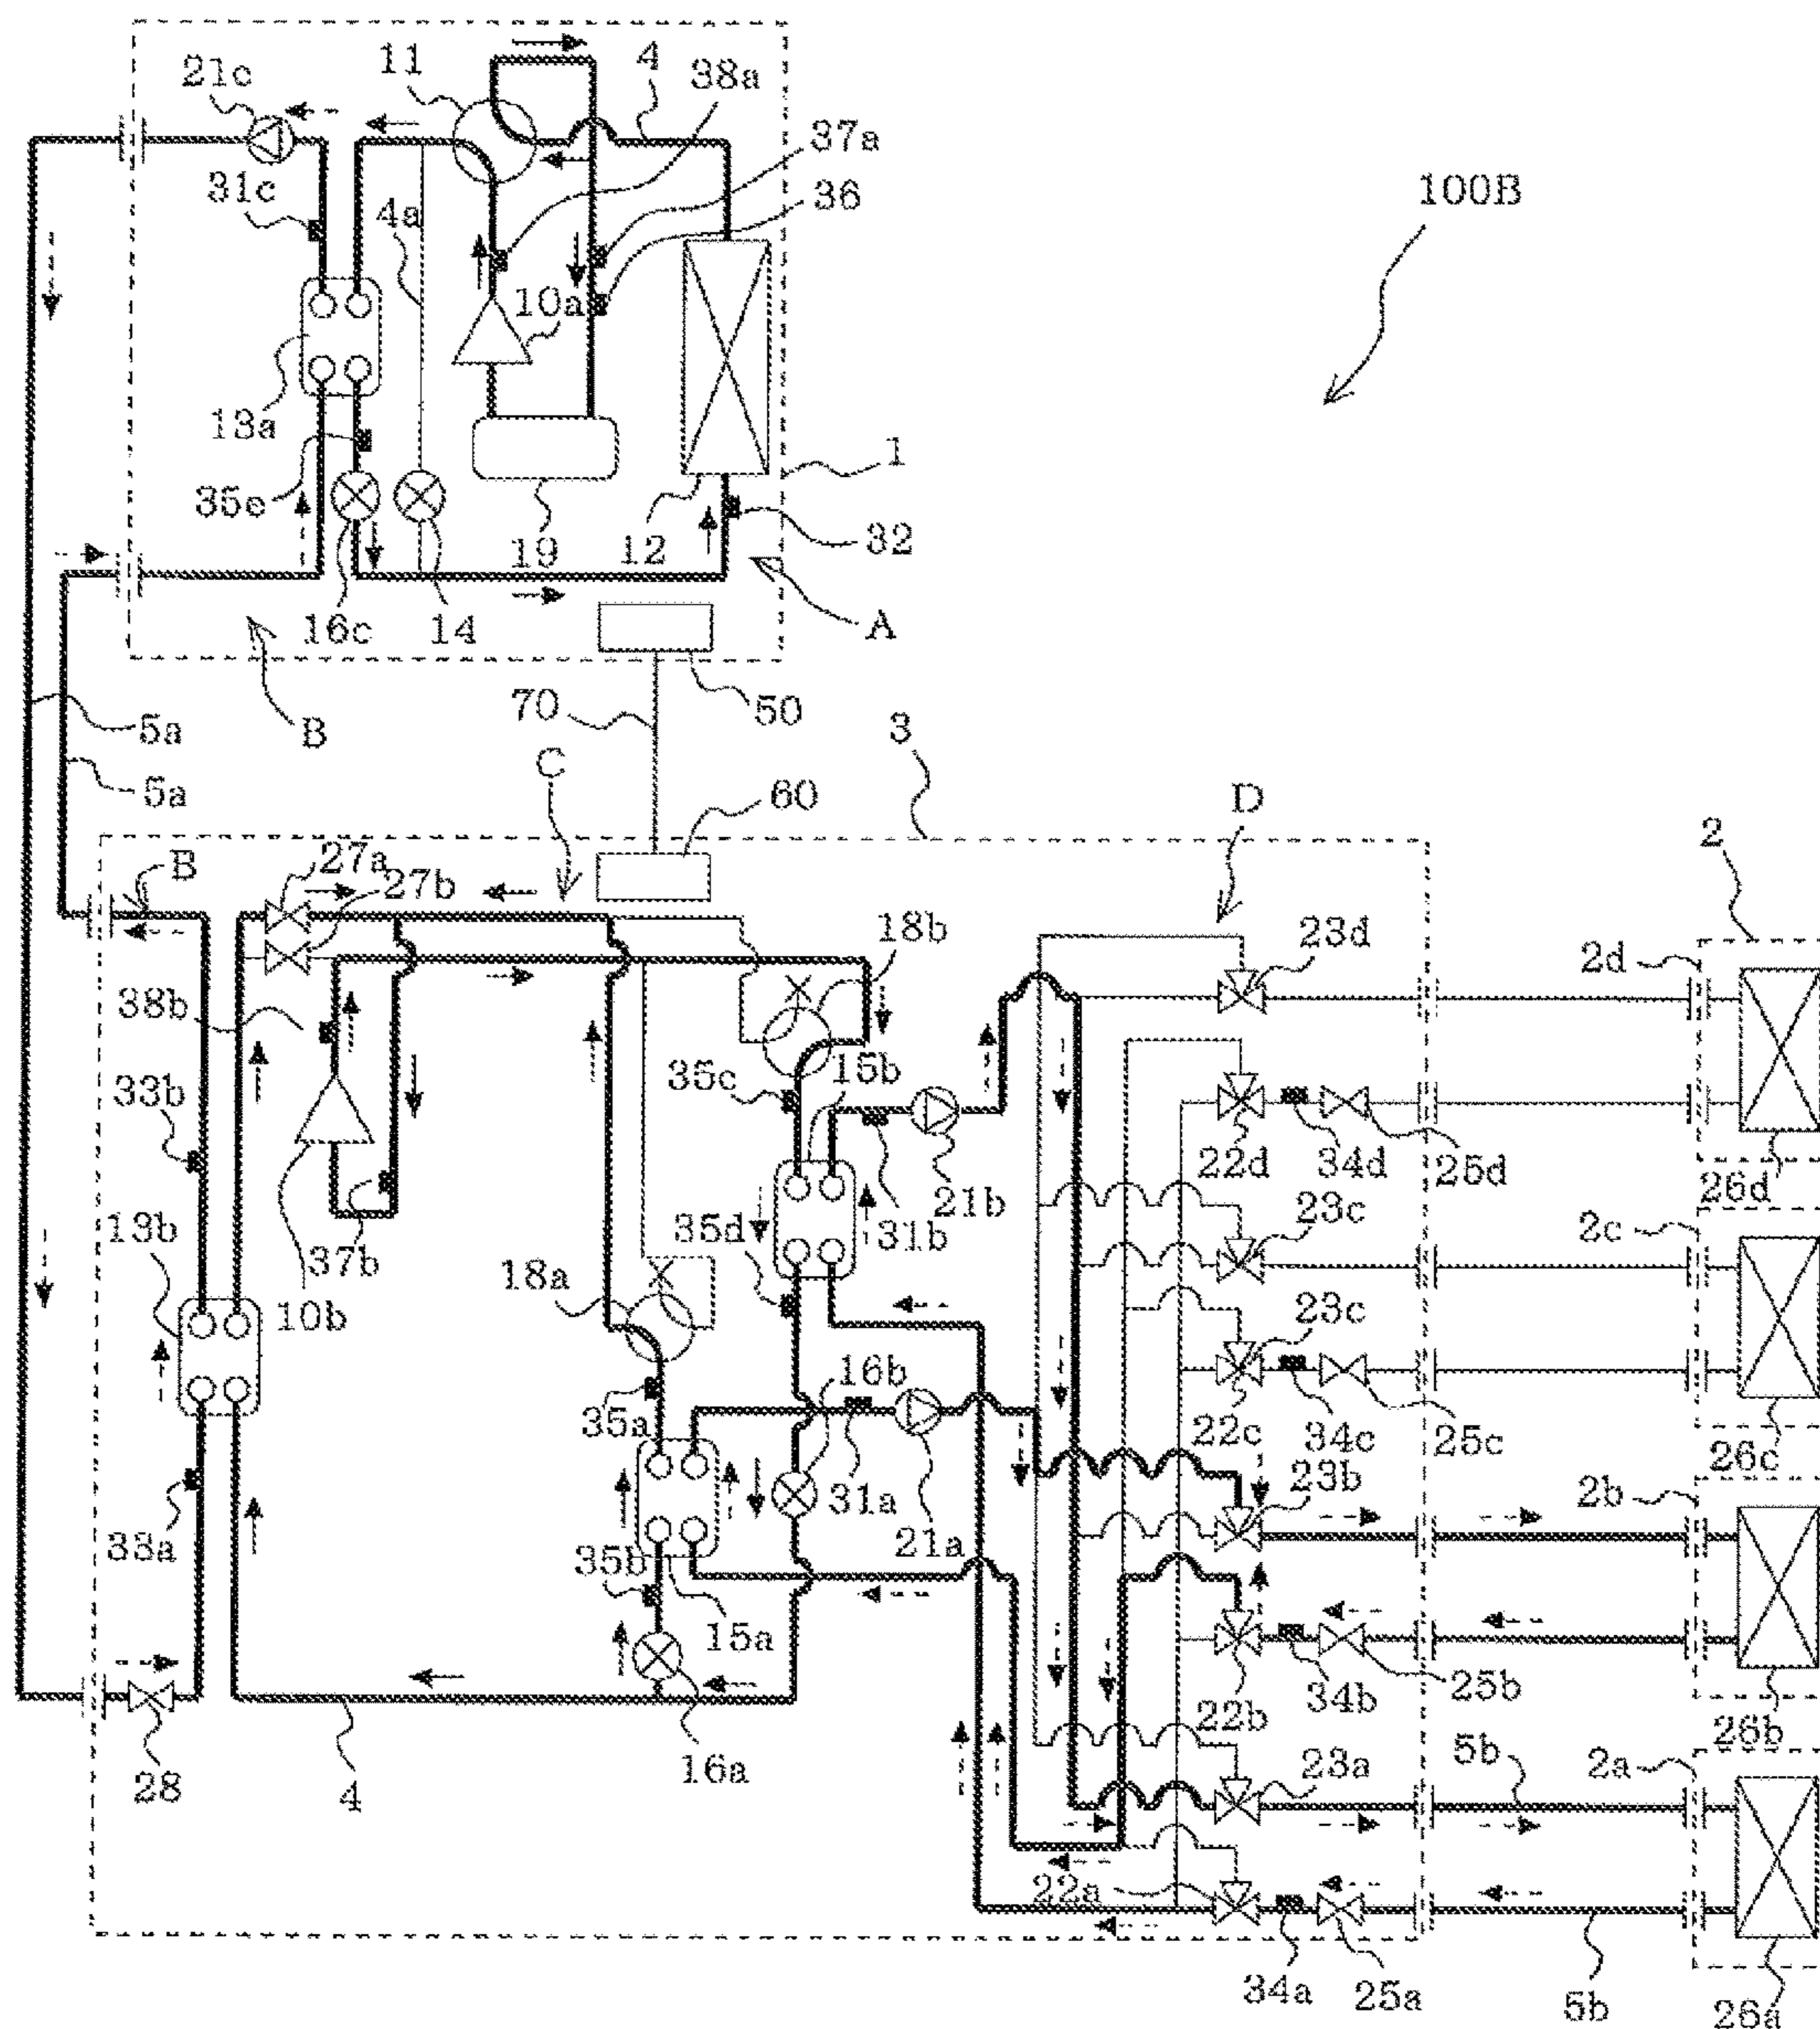 21c
11
4
38a
37a
31c
36
100B
4a
10a
13a
1
35e
32
19
12
16c
14
A
B
70
50
5a
3
C
5a
60
D
2
27a
B
27b
18b
23d
2d
38b
35c
15b
33b
22d
34d
25d
21b
26d
13b
35d
31b
23c
2c
37b
18a
10b
23c
16b
35a
22c
34c
25c
26c
23b
2b
31a
33a
35b
21a
15a
25b
34b
22b
26b
16a
5b
2a
28
4
23a
22a
34a
25a
5b
26a